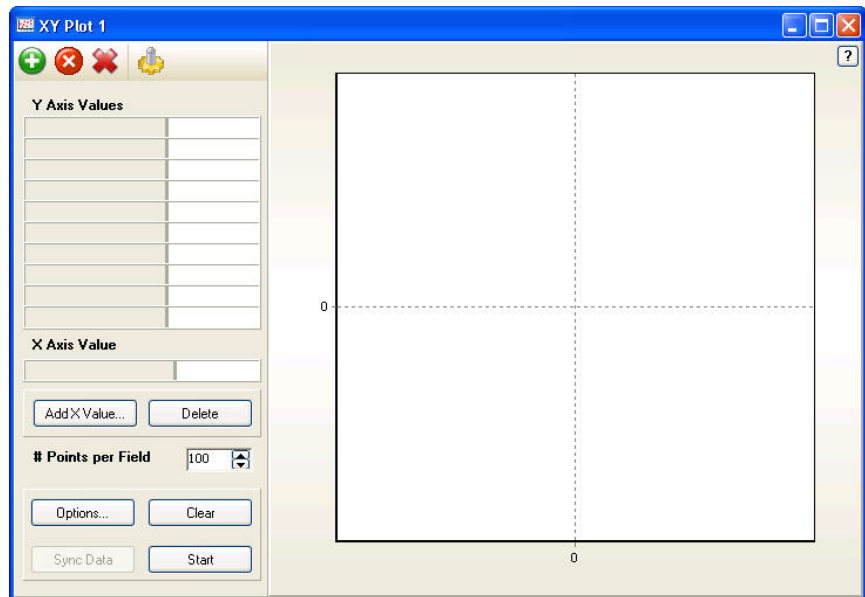 XY Plot 1
?
Y Axis Values
X Axis Value
Add X Value... Delete
# Points per Field 100
Options... Clear
Sync Data Start
0
0